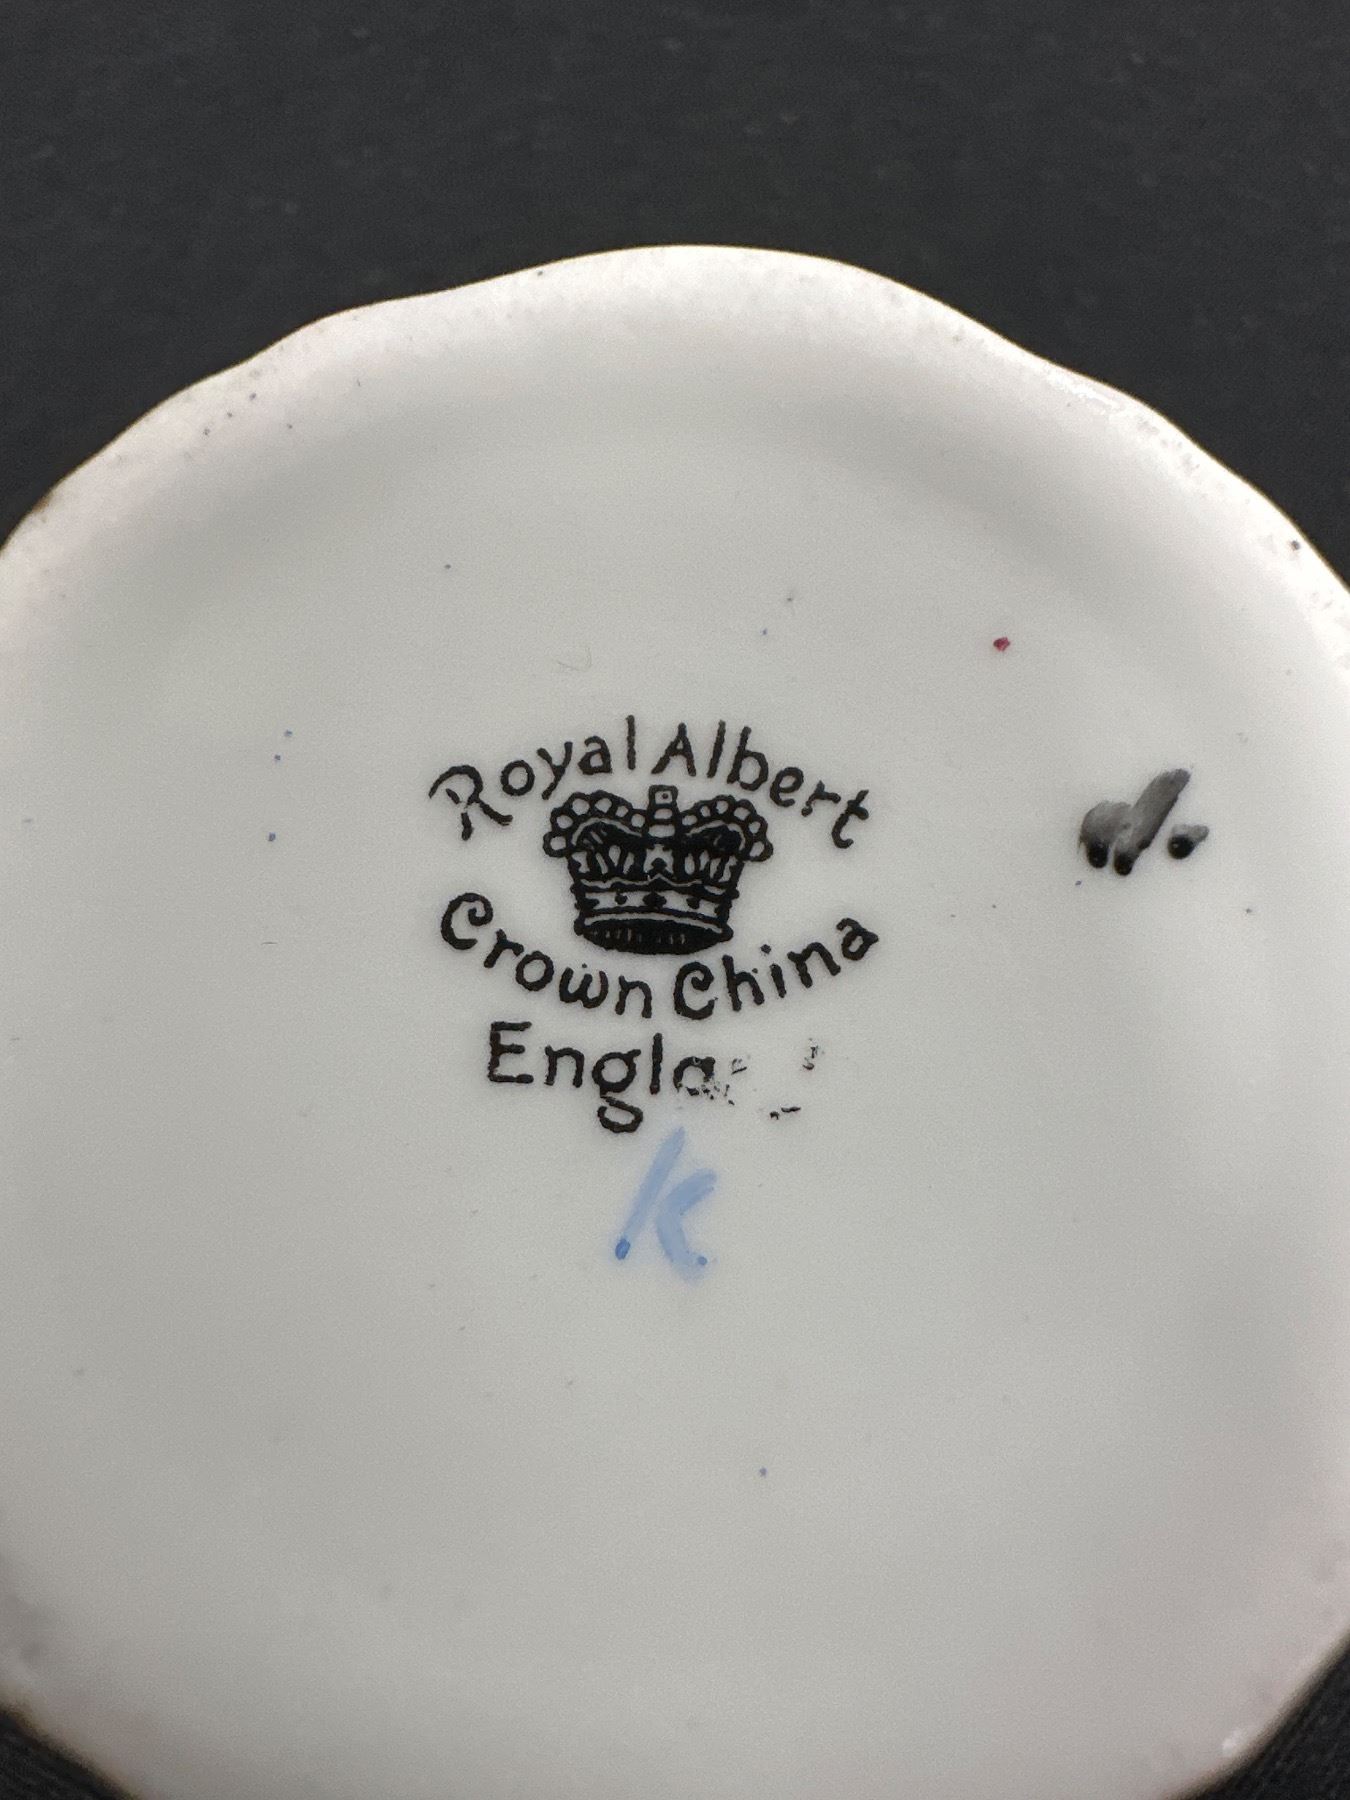 Royal Albert
Crown China
Engla
K